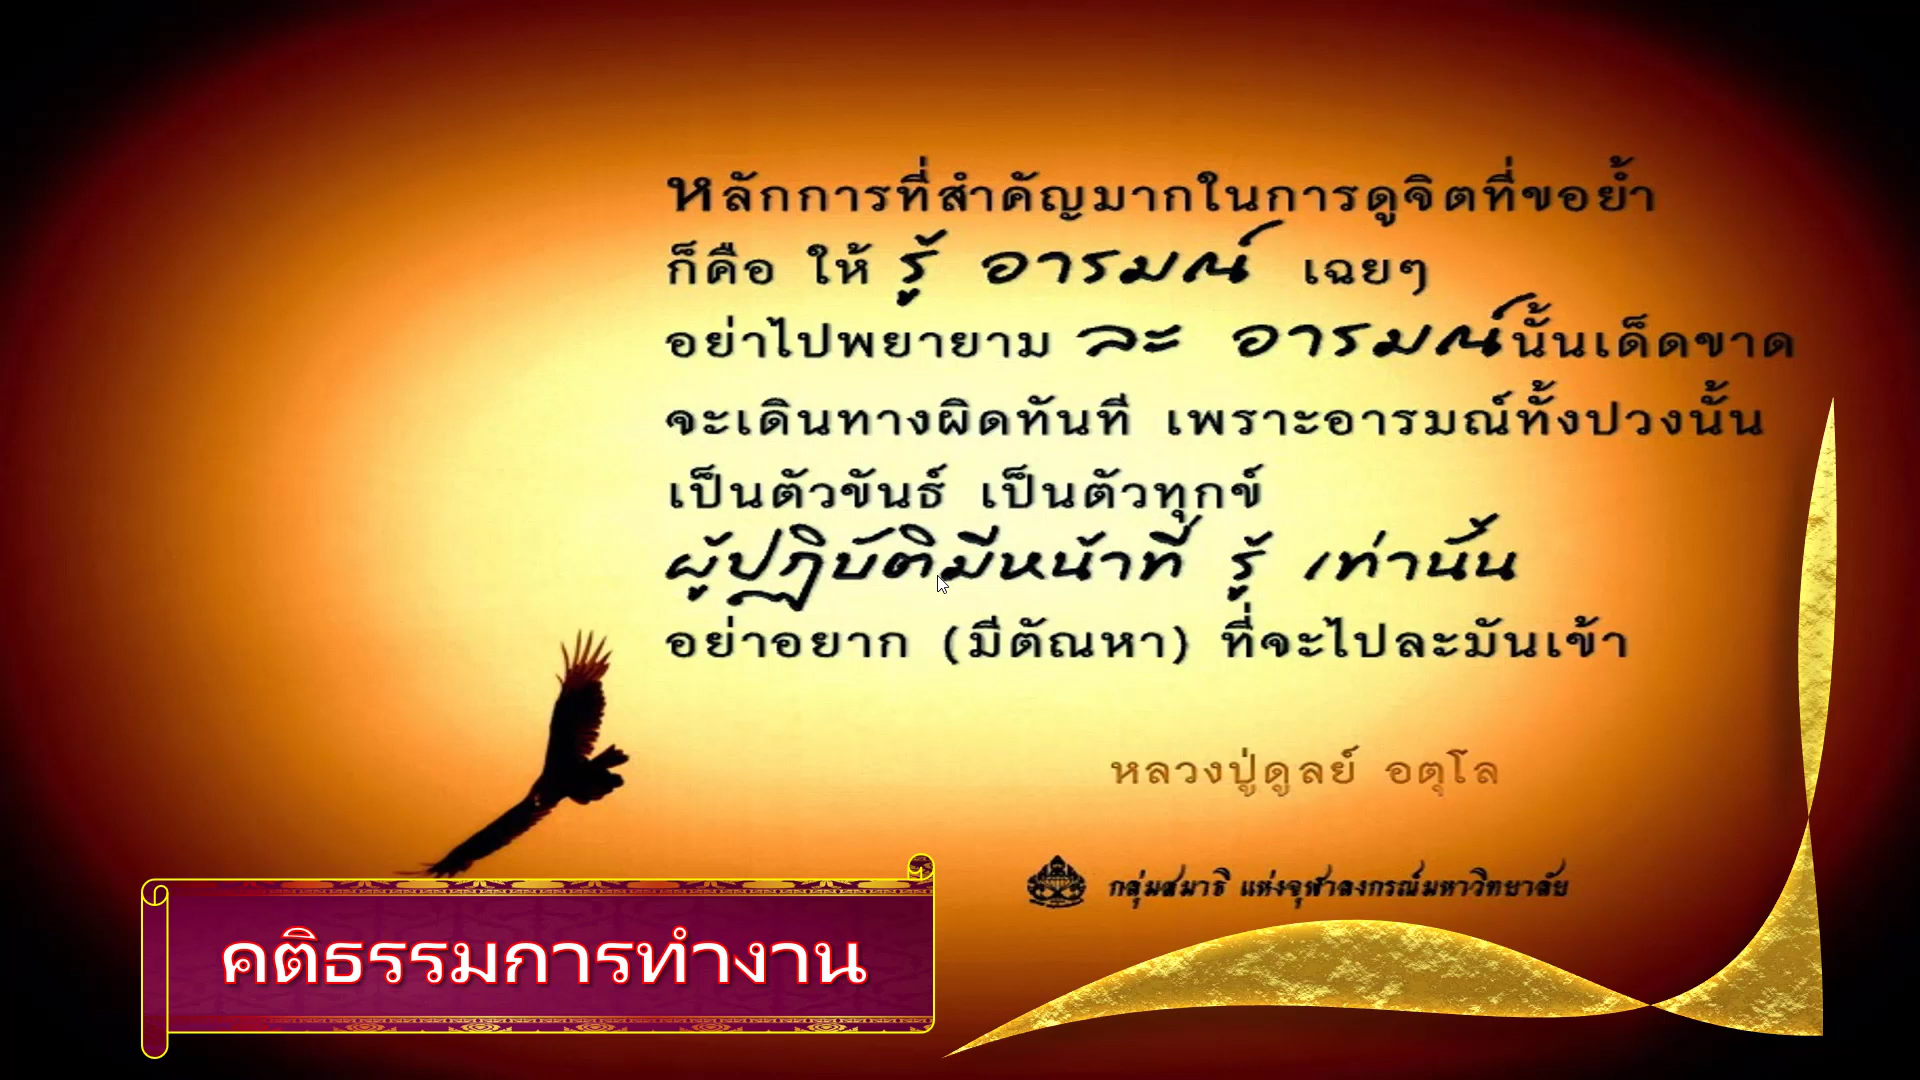 หลักการที่สำคัญมากในการดูจิตที่ขอย้ำ
ก็คือ ให้ รู้ อารมณ์ เฉยๆ
อย่าไปพยายาม ละ อารมณ์นั้นเด็ดขาด
จะเดินทางผิดทันที เพราะอารมณ์ทั้งปวงนั้น
เป็นตัวขันธ์ เป็นตัวทุกข์
ผู้ปฏิบัติมีหน้าที่ รู้ เท่านั้น
อย่าอยาก (มีตัณหา) ที่จะไปละมันเข้า
หลวงปู่ดูลย์ อตุโล
กลุ่มสมาธิ แห่งจุฬาลงกรณ์มหาวิทยาลัย
คติธรรมการทำงาน